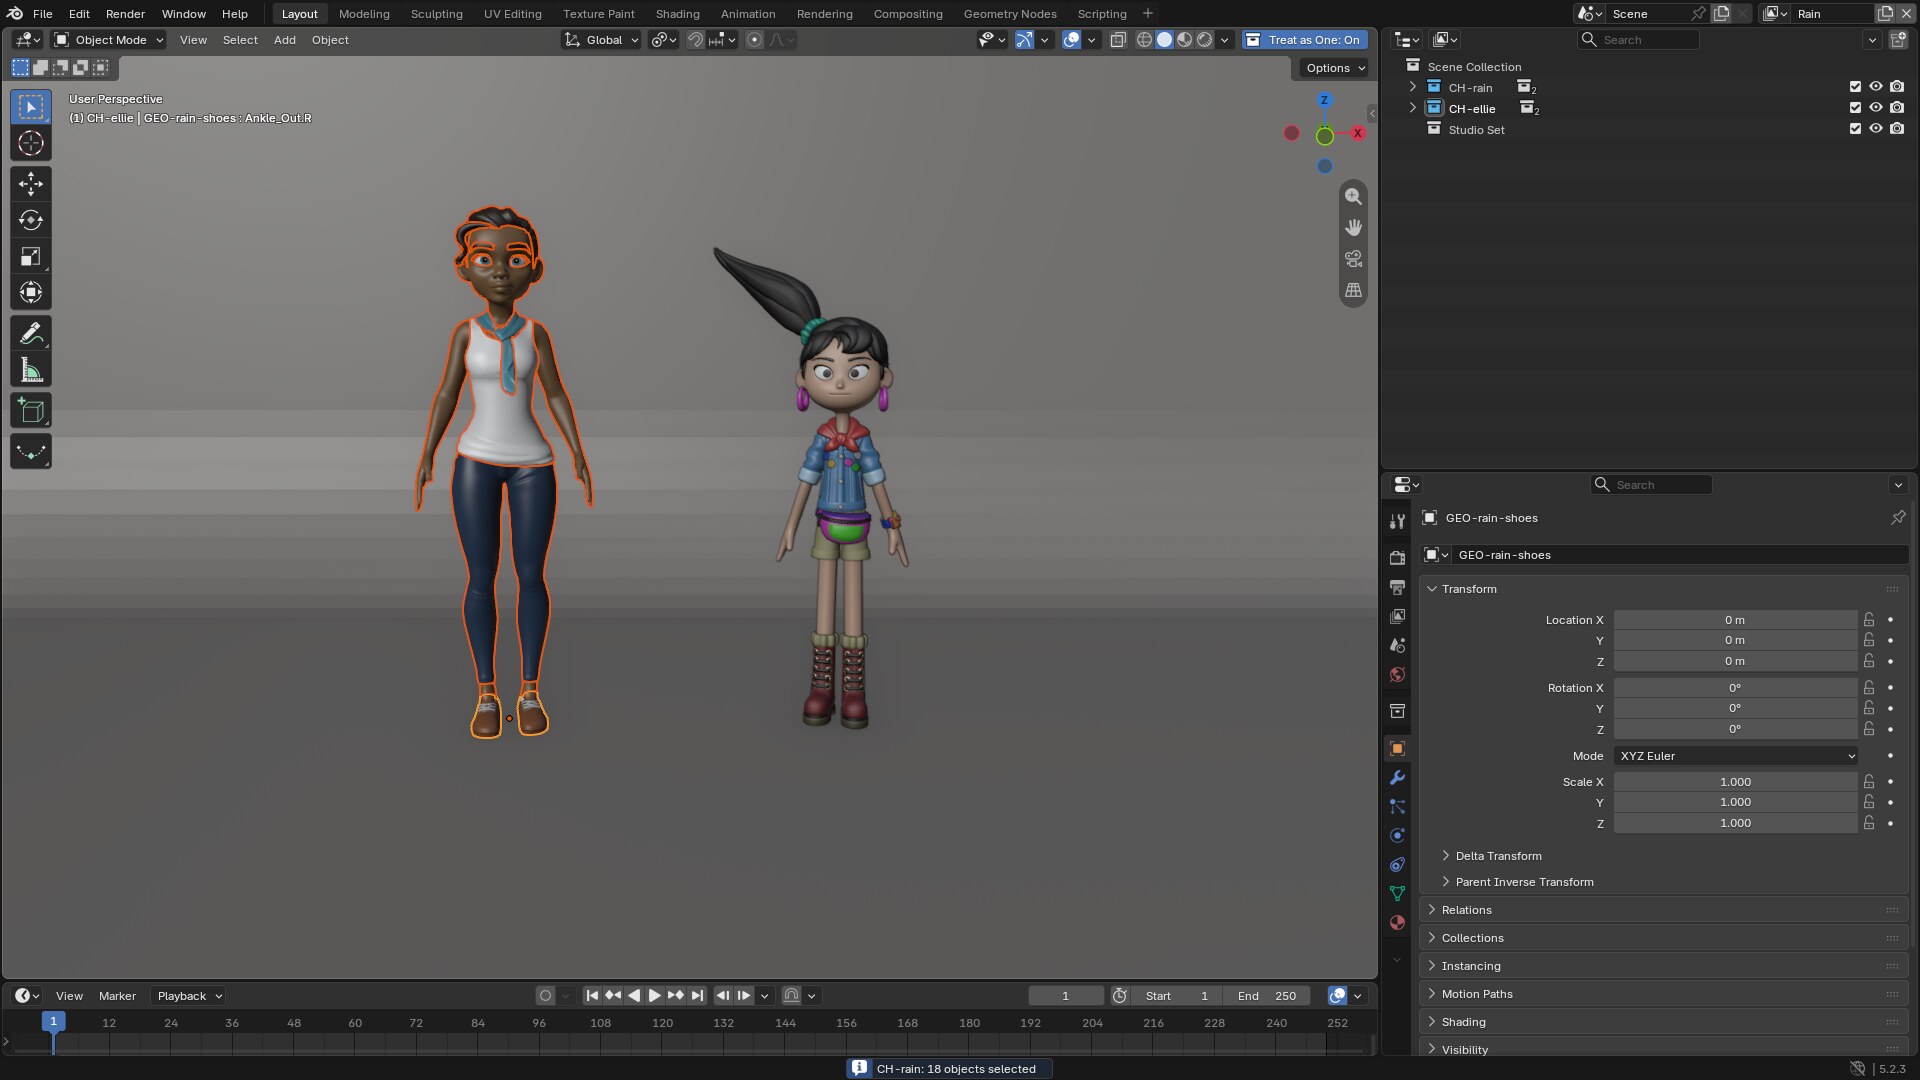 File Edit Render Window Help Layout Modeling Sculpting UV Editing Texture Paint Shading Animation Rendering Compositing Geometry Nodes Scripting + Scene Rain
Object Mode View Select Add Object Global Treat as One: On Search
Options
User Perspective
(1) CH-ellie | GEO-rain-shoes : Ankle_Out.R
Z
X
Scene Collection
CH-rain 2
CH-ellie 2
Studio Set
Search
GEO-rain-shoes
GEO-rain-shoes
Transform
Location X 0 m
Y 0 m
Z 0 m
Rotation X 0°
Y 0°
Z 0°
Mode XYZ Euler
Scale X 1.000
Y 1.000
Z 1.000
Delta Transform
Parent Inverse Transform
Relations
Collections
Instancing
Motion Paths
Shading
Visibility
View Marker Playback 1 Start 1 End 250
1 12 24 36 48 60 72 84 96 108 120 132 144 156 168 180 192 204 216 228 240 252
CH-rain: 18 objects selected
5.2.3